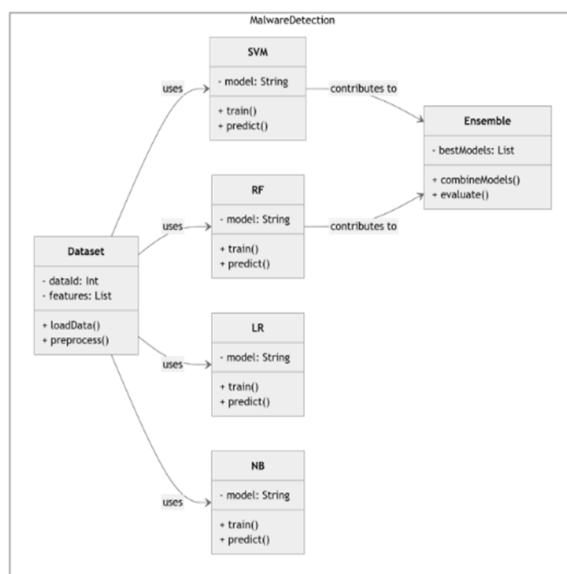 MalwareDetection
SVM
- model: String
+ train()
+ predict()
uses
contributes to
Ensemble
- bestModels: List
+ combineModels()
+ evaluate()
RF
- model: String
+ train()
+ predict()
uses
contributes to
Dataset
- dataId: Int
- features: List
+ loadData()
+ preprocess()
LR
- model: String
+ train()
+ predict()
uses
NB
- model: String
+ train()
+ predict()
uses